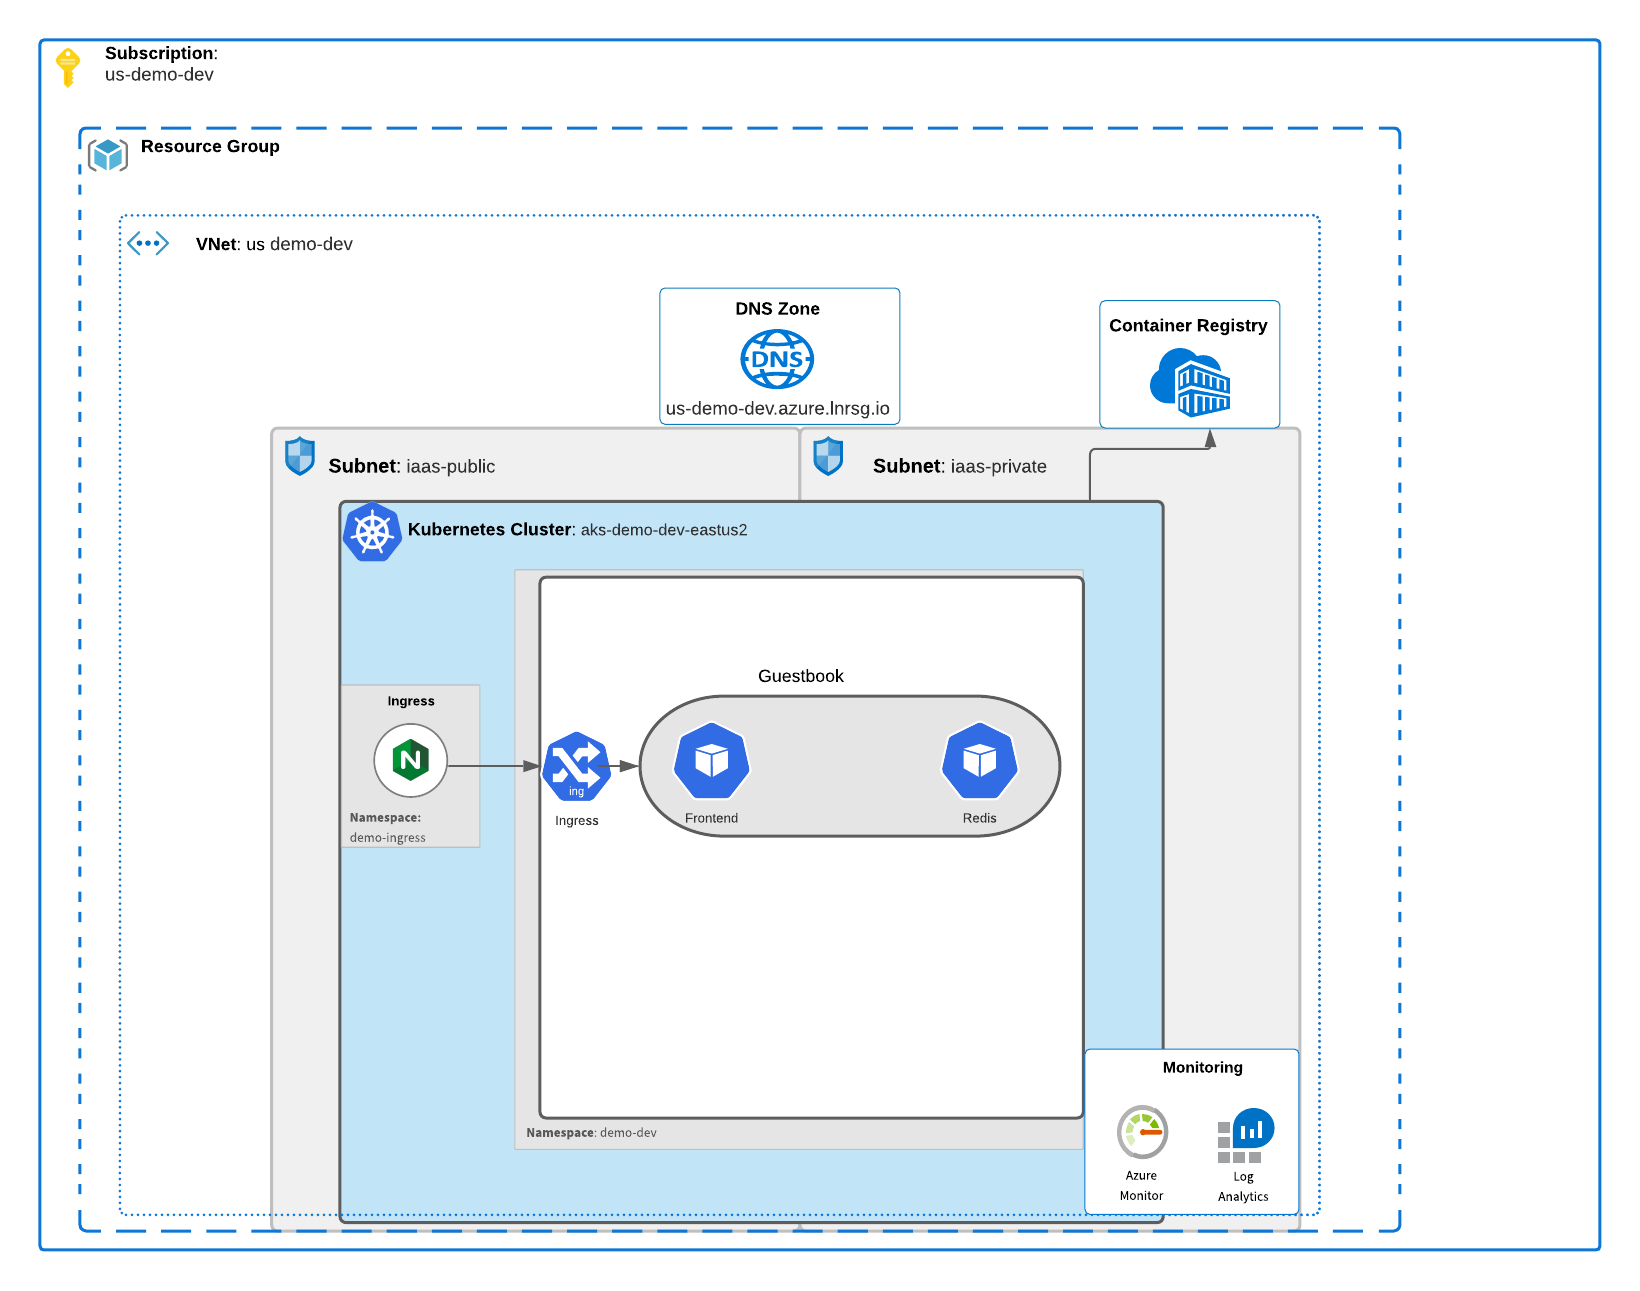 Subscription:
us-demo-dev
Resource Group
VNet: us demo-dev
DNS Zone
DNS
us-demo-dev.azure.lnrsg.io
Container Registry
Subnet: iaas-public
Subnet: iaas-private
Kubernetes Cluster: aks-demo-dev-eastus2
Guestbook
Ingress
N
Namespace:
demo-ingress
ing
Ingress
Frontend
Redis
Namespace: demo-dev
Monitoring
Azure
Monitor
Log
Analytics